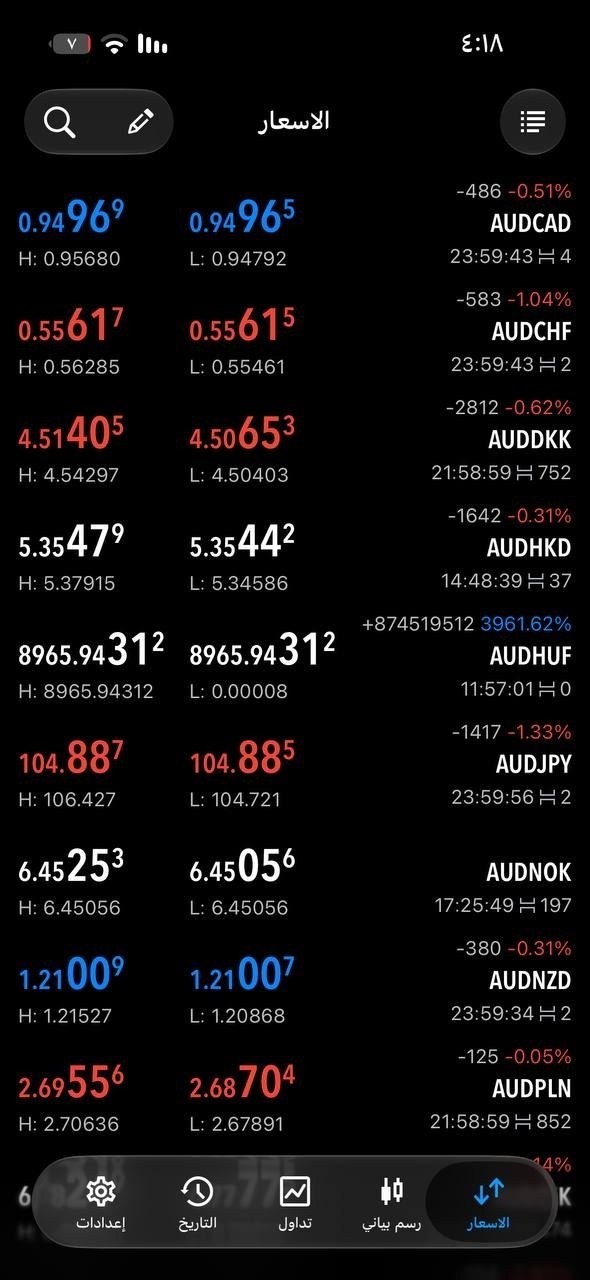 ٤:١٨
٧
الاسعار
-486 -0.51%
0.94969 0.94965 AUDCAD
H: 0.95680 L: 0.94792 23:59:43 4
-583 -1.04%
0.55617 0.55615 AUDCHF
H: 0.56285 L: 0.55461 23:59:43 2
-2812 -0.62%
4.51405 4.50653 AUDDKK
H: 4.54297 L: 4.50403 21:58:59 752
-1642 -0.31%
5.35479 5.35442 AUDHKD
H: 5.37915 L: 5.34586 14:48:39 37
+874519512 3961.62%
8965.94312 8965.94312 AUDHUF
H: 8965.94312 L: 0.00008 11:57:01 0
-1417 -1.33%
104.887 104.885 AUDJPY
H: 106.427 L: 104.721 23:59:56 2
6.45253 6.45056 AUDNOK
H: 6.45056 L: 6.45056 17:25:49 197
-380 -0.31%
1.21009 1.21007 AUDNZD
H: 1.21527 L: 1.20868 23:59:34 2
-125 -0.05%
2.69556 2.68704 AUDPLN
H: 2.70636 L: 2.67891 21:58:59 852
الاسعار رسم بياني تداول التاريخ إعدادات